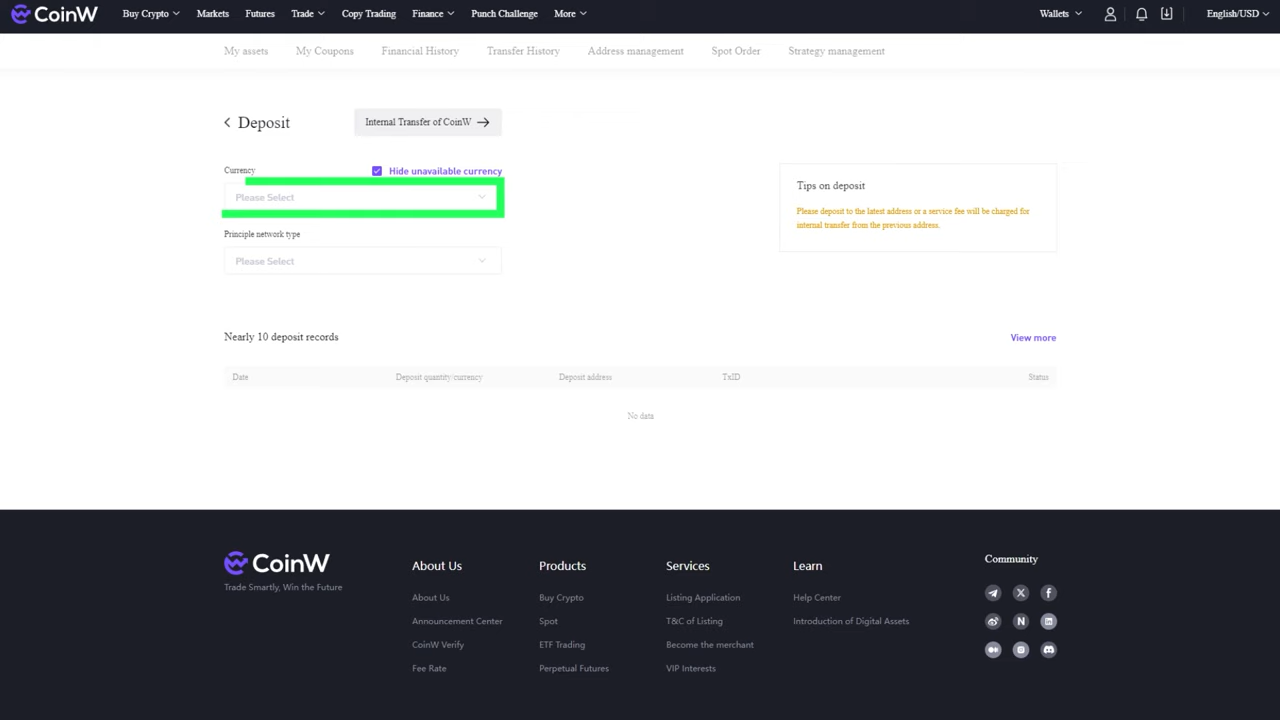 CoinW
Buy Crypto Markets Futures Trade Copy Trading Finance Punch Challenge More Wallets English/USD
My assets My Coupons Financial History Transfer History Address management Spot Order Strategy management
Deposit Internal Transfer of CoinW
Currency Hide unavailable currency
Please Select
Principle network type
Please Select
Tips on deposit
Please deposit to the latest address or a service fee will be charged for
internal transfer from the previous address.
Nearly 10 deposit records View more
Date Deposit quantity/currency Deposit address TxID Status
No data
CoinW
Trade Smartly, Win the Future
About Us
About Us
Announcement Center
CoinW Verify
Fee Rate
Products
Buy Crypto
Spot
ETF Trading
Perpetual Futures
Services
Listing Application
T&C of Listing
Become the merchant
VIP Interests
Learn
Help Center
Introduction of Digital Assets
Community